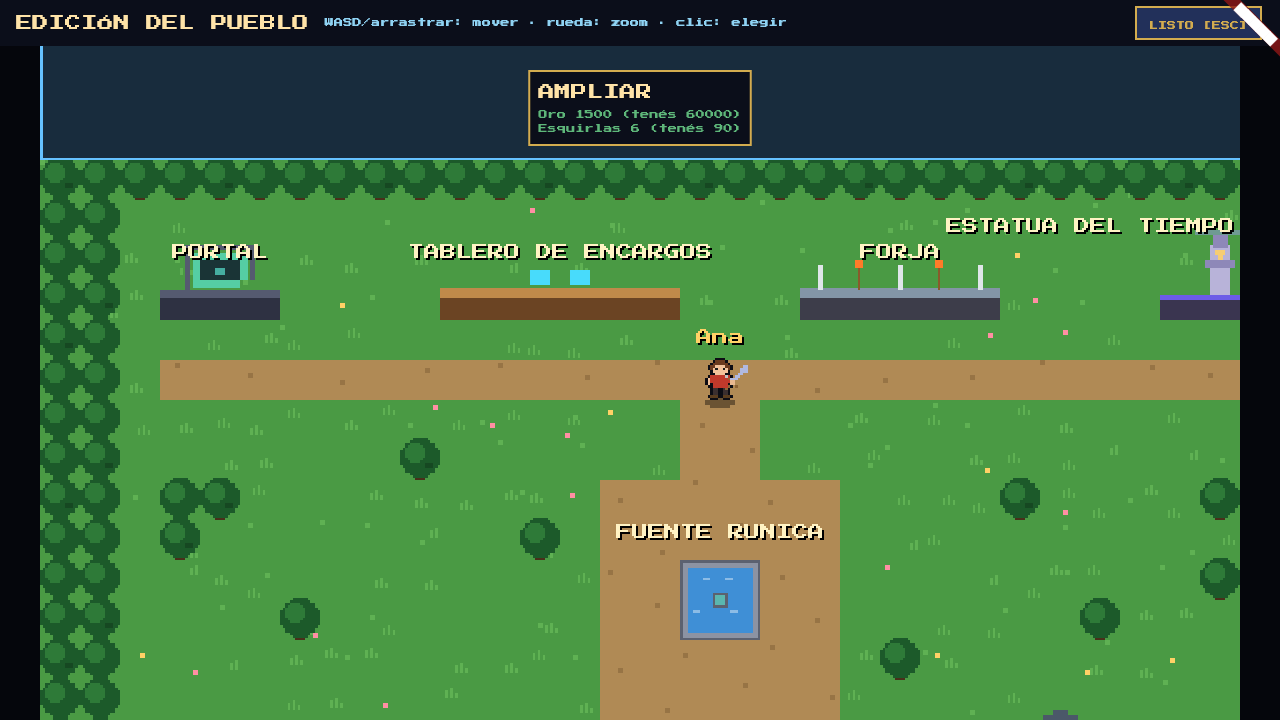 EDICIÓN DEL PUEBLO
WASD/arrastrar: mover · rueda: zoom · clic: elegir
LISTO [ESC]
AMPLIAR
Oro 1500 (tenés 60000)
Esquirlas 6 (tenés 90)
ESTATUA DEL TIEMPO
PORTAL
TABLERO DE ENCARGOS
FORJA
Ana
FUENTE RUNICA